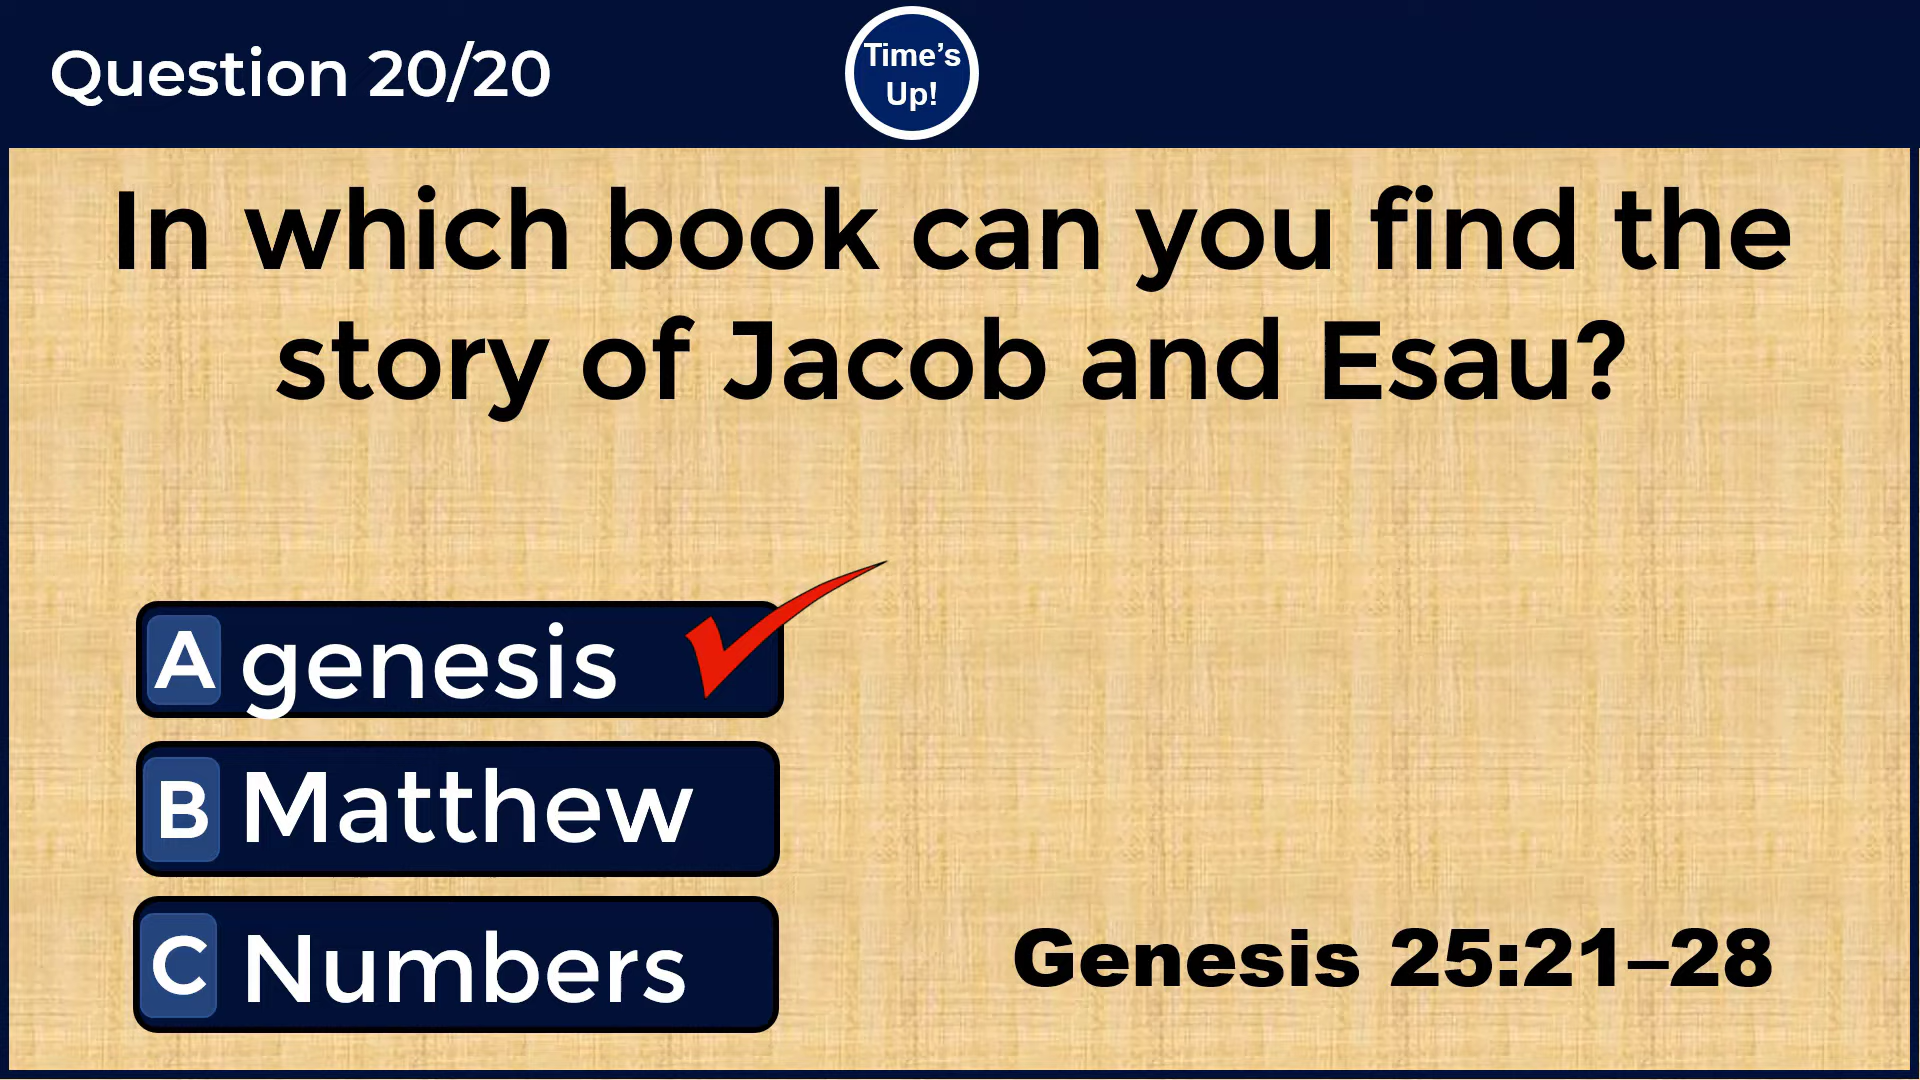 Question 20/20
Time's
Up!
In which book can you find the
story of Jacob and Esau?
A genesis
B Matthew
C Numbers
Genesis 25:21–28